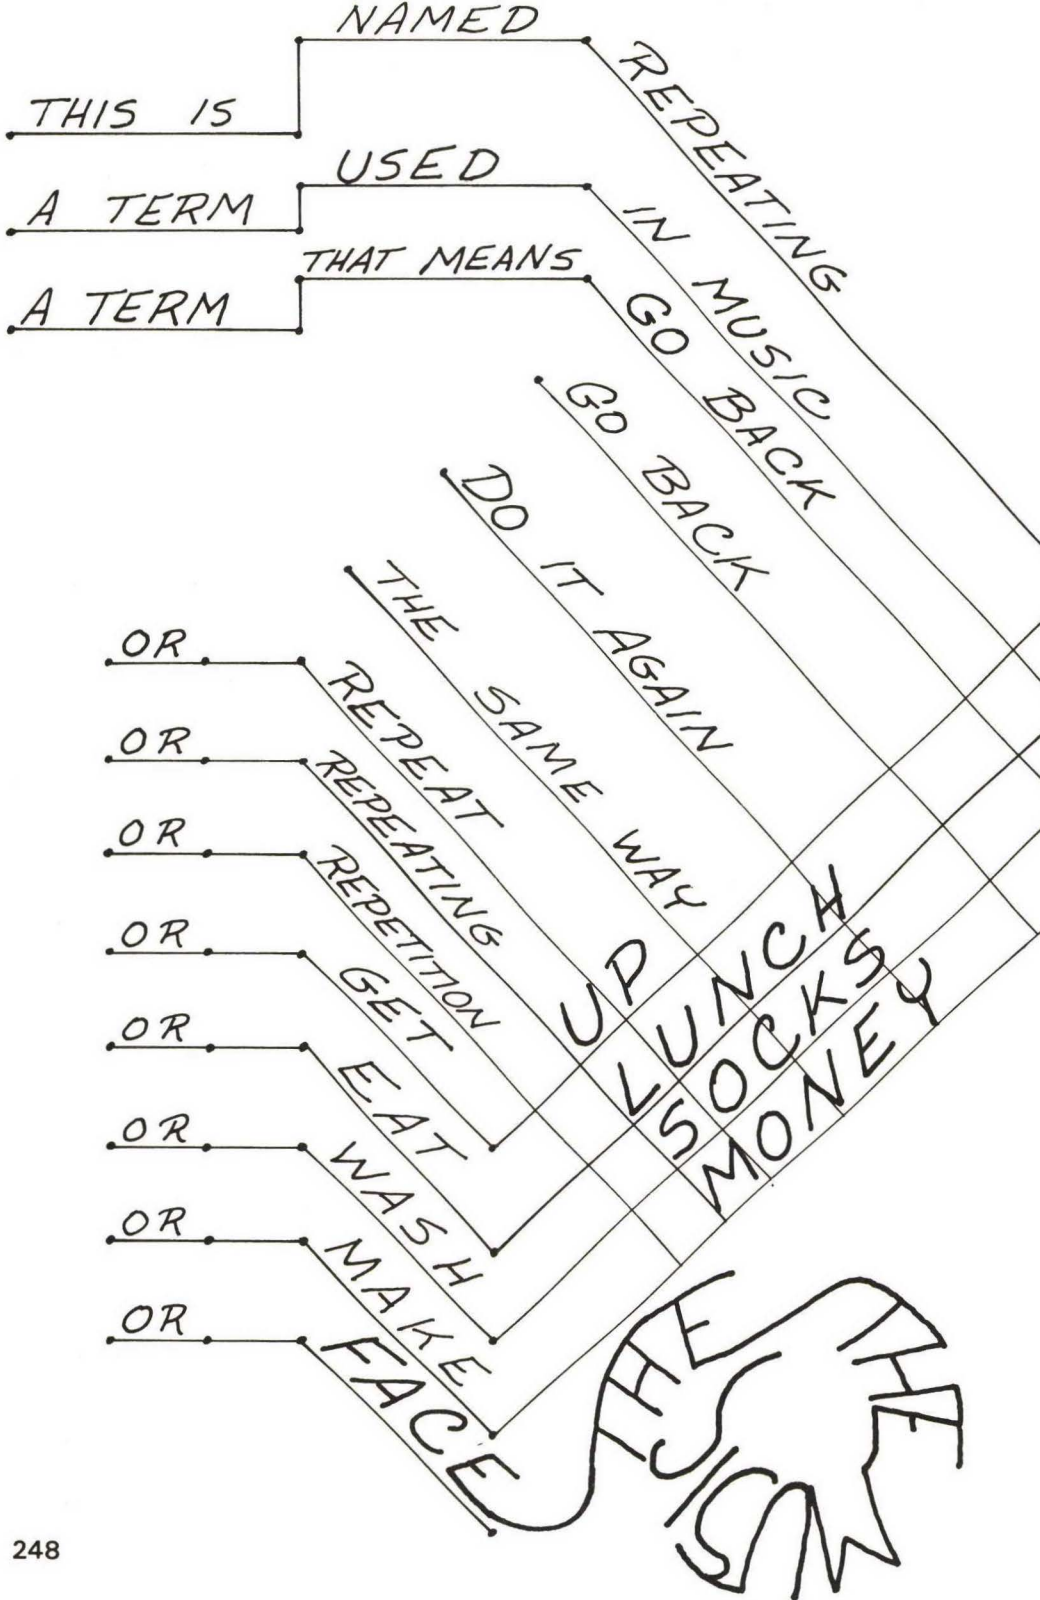 NAMED
THIS IS
REPEATING
USED
A TERM
IN MUSIC
THAT MEANS
A TERM
GO BACK
GO BACK
DO IT AGAIN
THE SAME WAY
OR
REPEAT
OR
REPEATING
OR
REPETITION
OR
GET
UP
OR
EAT
LUNCH
OR
WASH
SOCKS
OR
MAKE
MONEY
OR
FACE
THE
THE
MUSIC
248